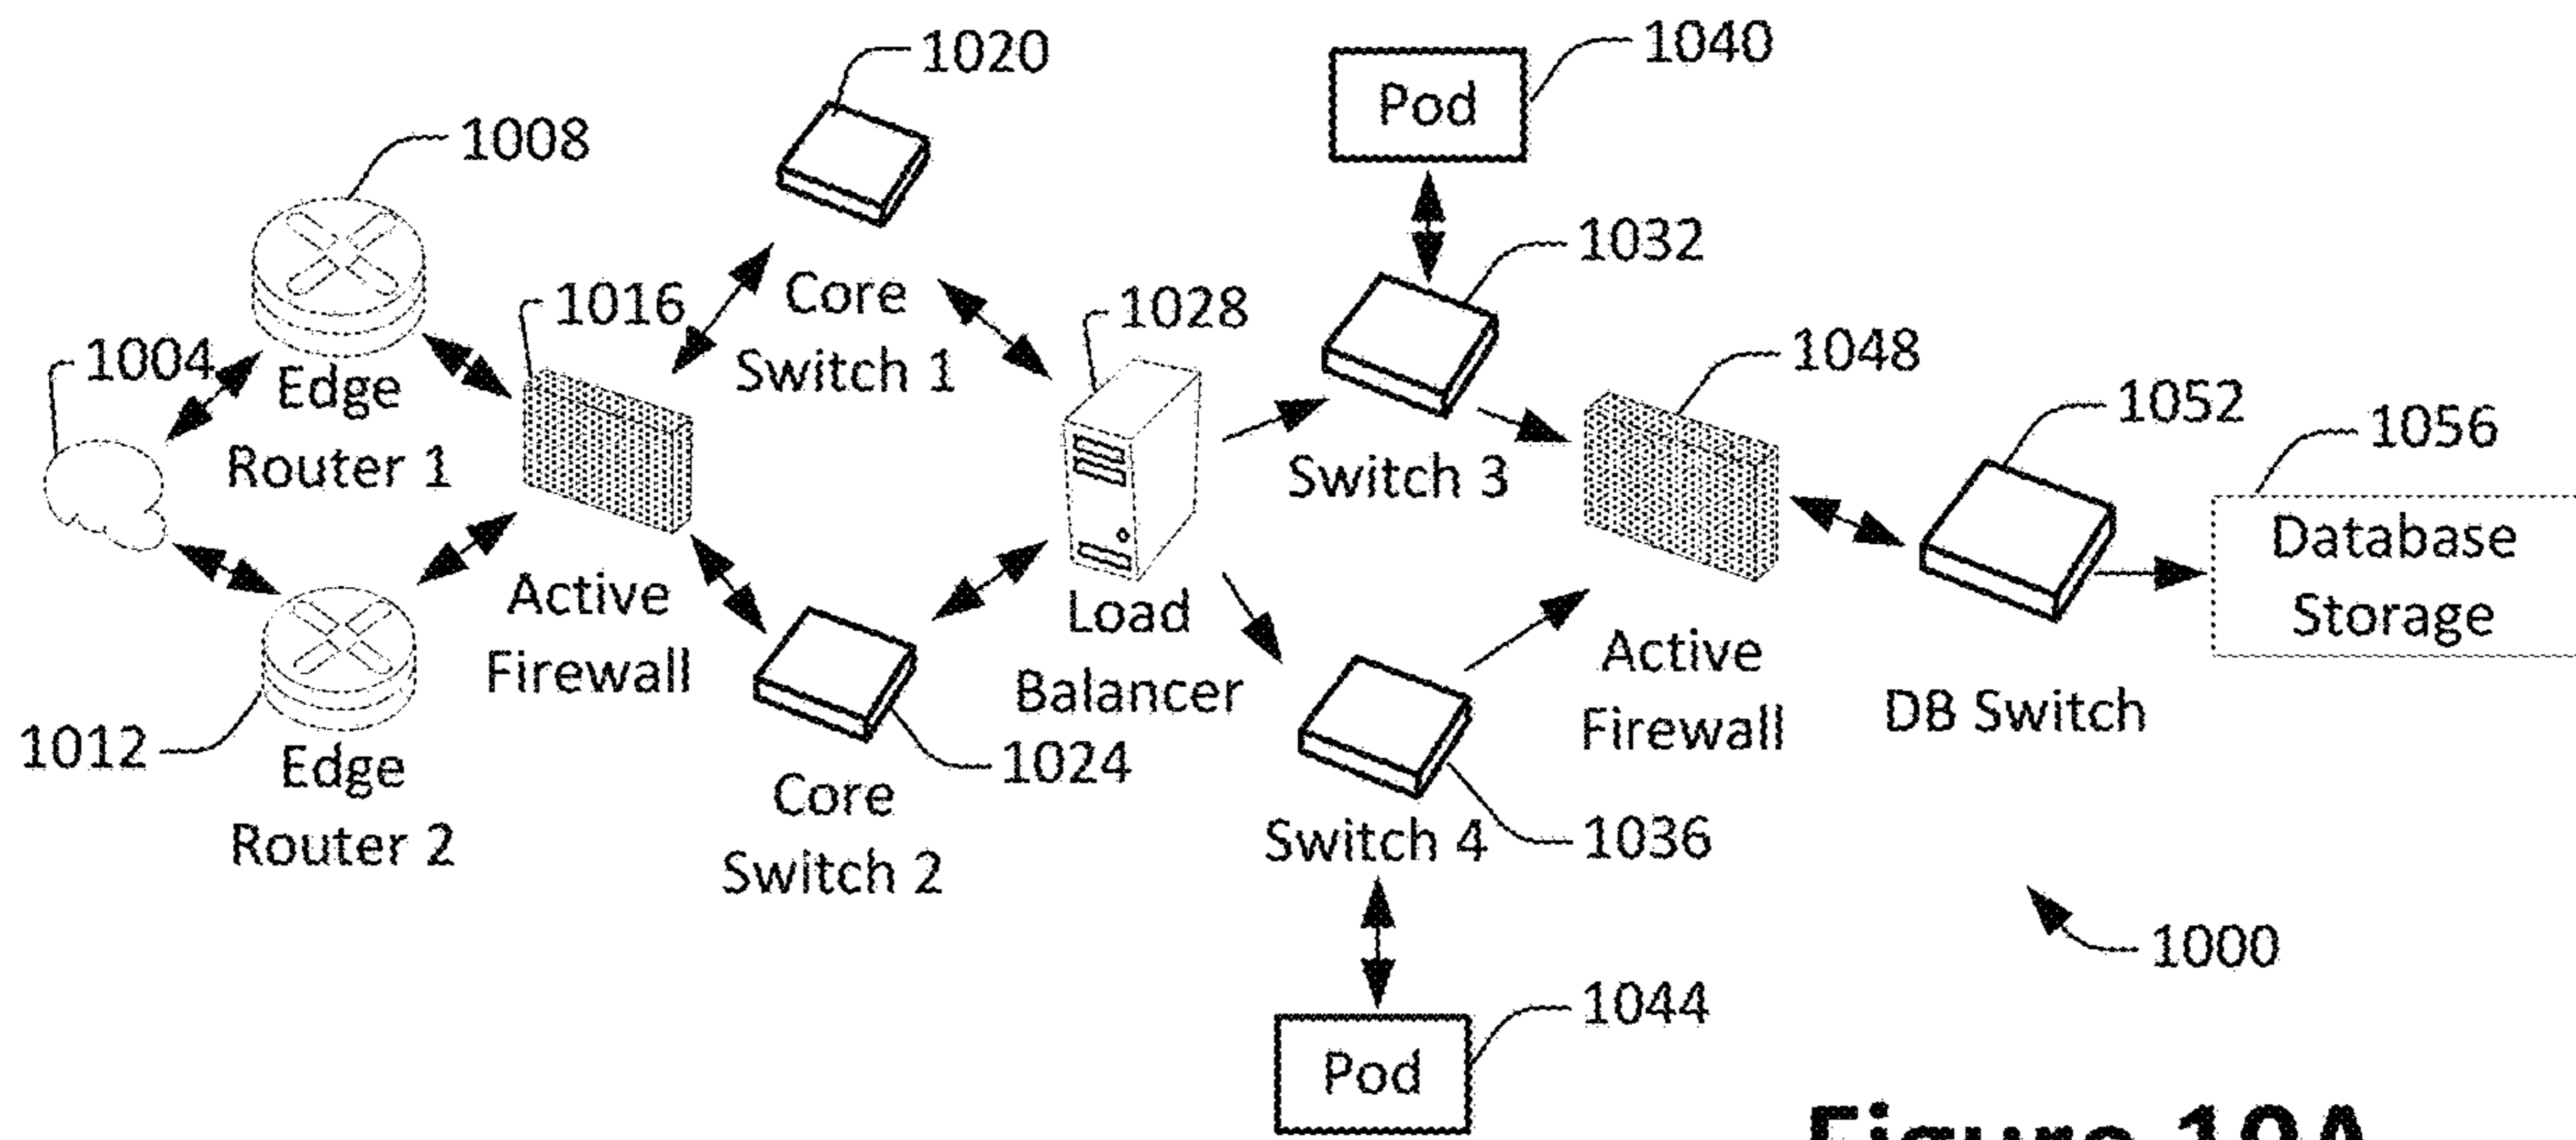 1020
1040
Pod
1008
1032
1016
Core
Switch 1
1028
1004
Edge
Router 1
1048
1052
1056
Switch 3
Database
Storage
Active
Firewall
Load
Balancer
Active
Firewall
DB Switch
1012
Edge
Router 2
1024
Core
Switch 2
Switch 4
1036
1000
1044
Pod
Figure 10A